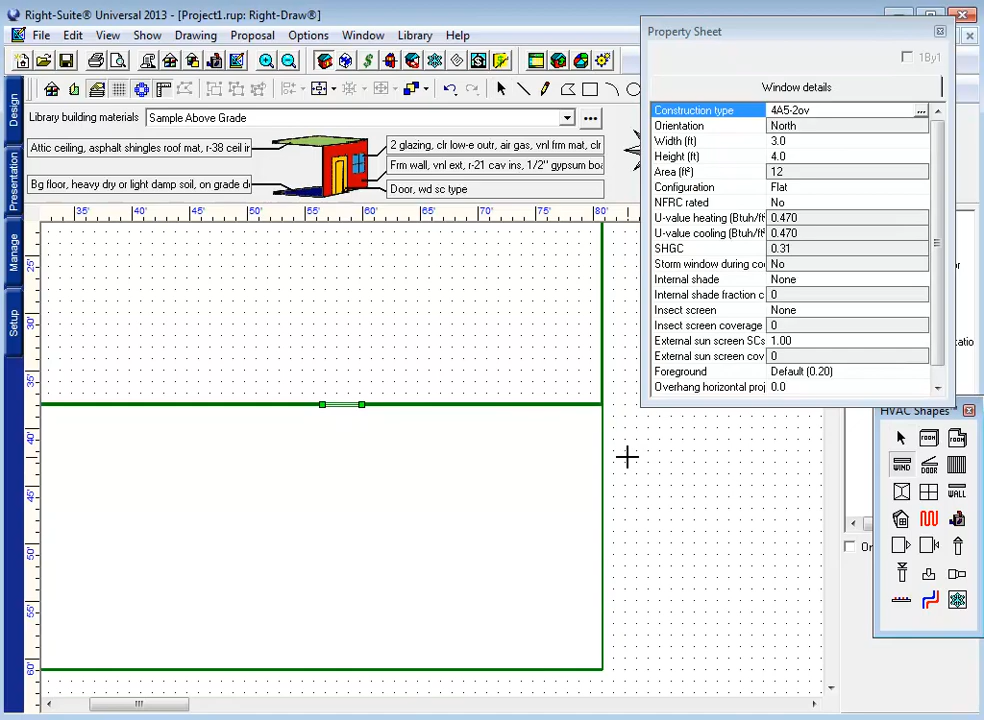 Right-Suite® Universal 2013 - [Project1.rup: Right-Draw®]
File Edit View Show Drawing Proposal Options Window Library Help
Property Sheet
1By1
Window details
Library building materials
Sample Above Grade
Attic ceiling, asphalt shingles roof mat, r-38 ceil ir
2 glazing, clr low-e outr, air gas, vnl frm mat, clr
Frm wall, vnl ext, r-21 cav ins, 1/2" gypsum boa
Bg floor, heavy dry or light damp soil, on grade d
Door, wd sc type
Design
Presentation
Manage
Setup
35' 40' 45' 50' 55' 60' 65' 70' 75' 80'
25'
30'
35'
40'
45'
50'
55'
60'
Construction type 4A5-2ov ...
Orientation North
Width (ft) 3.0
Height (ft) 4.0
Area (ft²) 12
Configuration Flat
NFRC rated No
U-value heating (Btuh/ft² 0.470
U-value cooling (Btuh/ft² 0.470
SHGC 0.31
Storm window during coo No
Internal shade None
Internal shade fraction c 0
Insect screen None
Insect screen coverage 0
External sun screen SCs 1.00
External sun screen cov 0
Foreground Default (0.20)
Overhang horizontal proj 0.0
HVAC Shapes
ROOM
WIND
DOOR
WALL